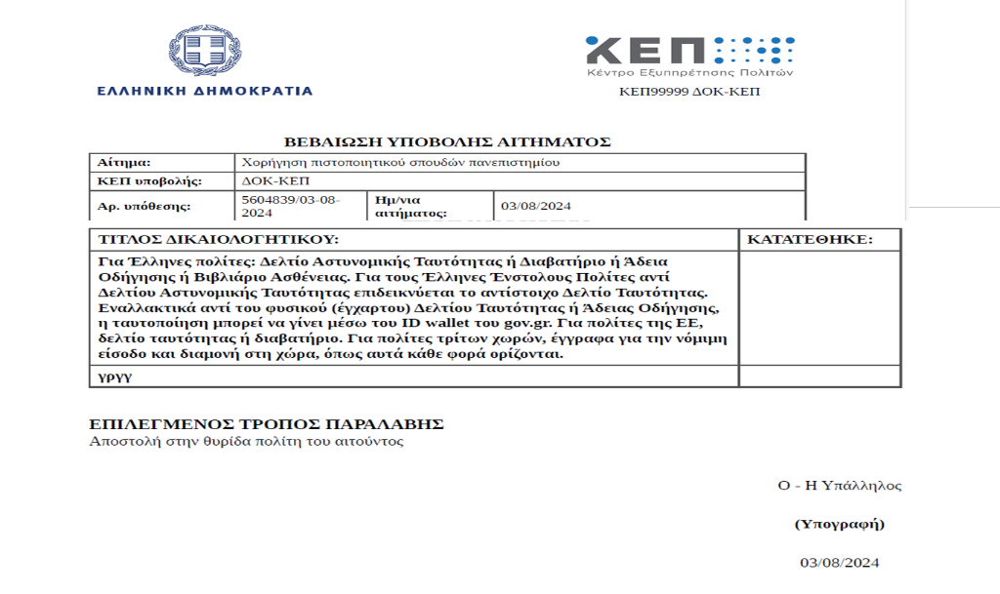 ΕΛΛΗΝΙΚΗ ΔΗΜΟΚΡΑΤΙΑ
ΚΕΠ
Κέντρο Εξυπηρέτησης Πολιτών
ΚΕΠ99999 ΔΟΚ-ΚΕΠ
ΒΕΒΑΙΩΣΗ ΥΠΟΒΟΛΗΣ ΑΙΤΗΜΑΤΟΣ
Αίτημα: Χορήγηση πιστοποιητικού σπουδών πανεπιστημίου
ΚΕΠ υποβολής: ΔΟΚ-ΚΕΠ
Αρ. υπόθεσης: 5604839/03-08-2024 Ημ/νια αιτήματος: 03/08/2024
ΤΙΤΛΟΣ ΔΙΚΑΙΟΛΟΓΗΤΙΚΟΥ: ΚΑΤΑΤΕΘΗΚΕ:
Για Έλληνες πολίτες: Δελτίο Αστυνομικής Ταυτότητας ή Διαβατήριο ή Άδεια
Οδήγησης ή Βιβλιάριο Ασθένειας. Για τους Έλληνες Ένστολους Πολίτες αντί
Δελτίου Αστυνομικής Ταυτότητας επιδεικνύεται το αντίστοιχο Δελτίο Ταυτότητας.
Εναλλακτικά αντί του φυσικού (έγχαρτου) Δελτίου Ταυτότητας ή Άδειας Οδήγησης,
η ταυτοποίηση μπορεί να γίνει μέσω του ID wallet του gov.gr. Για πολίτες της ΕΕ,
δελτίο ταυτότητας ή διαβατήριο. Για πολίτες τρίτων χωρών, έγγραφα για την νόμιμη
είσοδο και διαμονή στη χώρα, όπως αυτά κάθε φορά ορίζονται.
γργγ
ΕΠΙΛΕΓΜΕΝΟΣ ΤΡΟΠΟΣ ΠΑΡΑΛΑΒΗΣ
Αποστολή στην θυρίδα πολίτη του αιτούντος
Ο - Η Υπάλληλος
(Υπογραφή)
03/08/2024